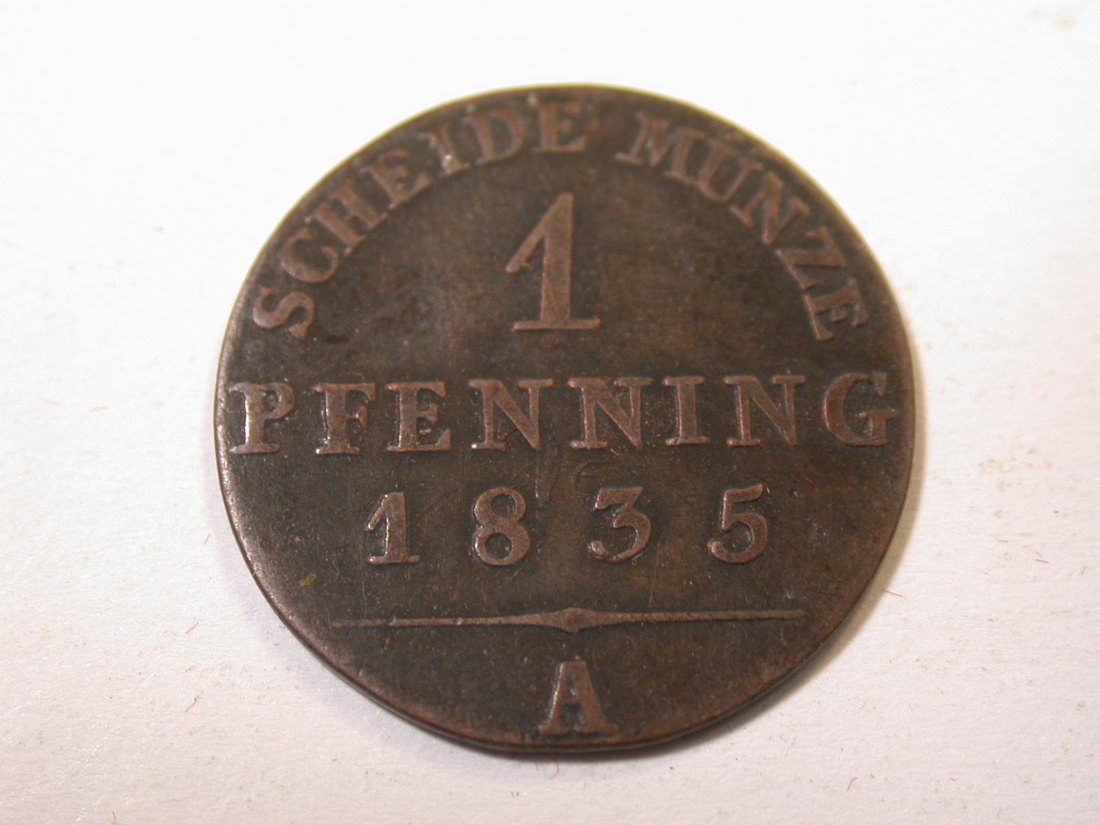 SCHEIDE MÜNZE
1
PFENNING
1835
A